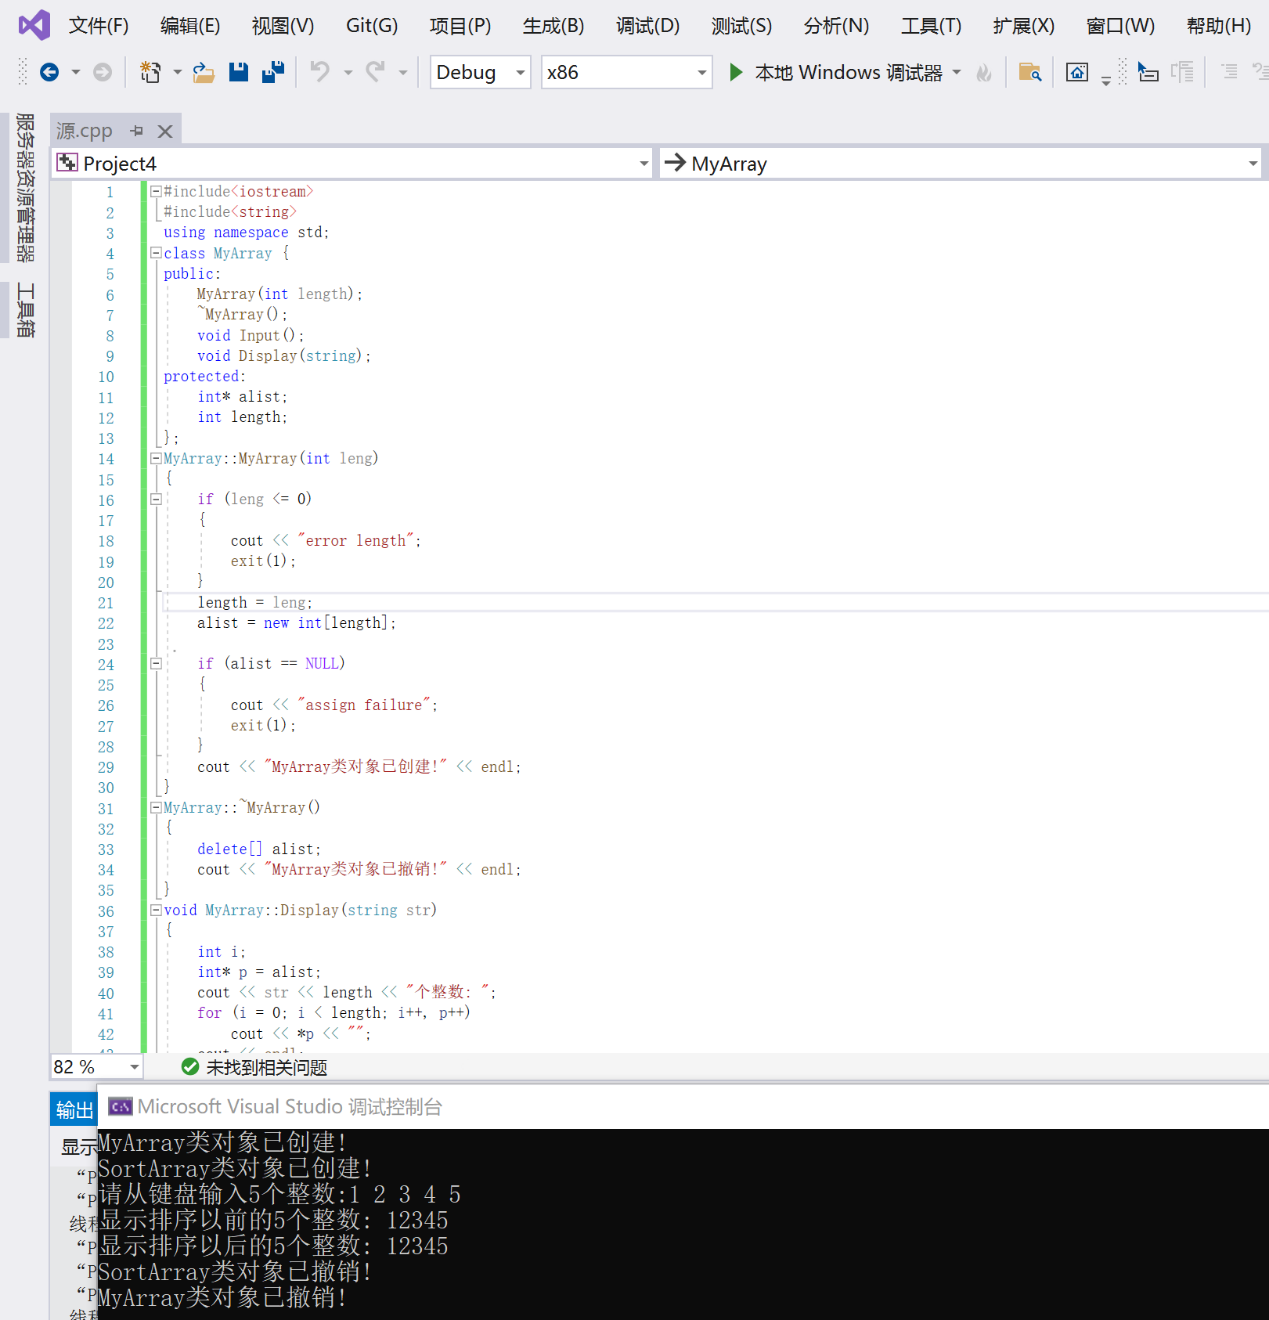 文件(F) 编辑(E) 视图(V) Git(G) 项目(P) 生成(B) 调试(D) 测试(S) 分析(N) 工具(T) 扩展(X) 窗口(W) 帮助(H)
Debug x86 本地 Windows 调试器
服务器资源管理器
工具箱
源.cpp
Project4 MyArray
1 #include<iostream>
2 #include<string>
3 using namespace std;
4 class MyArray {
5 public:
6 MyArray(int length);
7 ~MyArray();
8 void Input();
9 void Display(string);
10 protected:
11 int* alist;
12 int length;
13 };
14 MyArray::MyArray(int leng)
15 {
16 if (leng <= 0)
17 {
18 cout << "error length";
19 exit(1);
20 }
21 length = leng;
22 alist = new int[length];
23
24 if (alist == NULL)
25 {
26 cout << "assign failure";
27 exit(1);
28 }
29 cout << "MyArray类对象已创建!" << endl;
30 }
31 MyArray::~MyArray()
32 {
33 delete[] alist;
34 cout << "MyArray类对象已撤销!" << endl;
35 }
36 void MyArray::Display(string str)
37 {
38 int i;
39 int* p = alist;
40 cout << str << length << "个整数: ";
41 for (i = 0; i < length; i++, p++)
42 cout << *p << "";
43 cout << endl;
82 % 未找到相关问题
输出
显示
“P
“P
线程
“P
“P
“P
线程
Microsoft Visual Studio 调试控制台
MyArray类对象已创建!
SortArray类对象已创建!
请从键盘输入5个整数:1 2 3 4 5
显示排序以前的5个整数: 12345
显示排序以后的5个整数: 12345
SortArray类对象已撤销!
MyArray类对象已撤销!